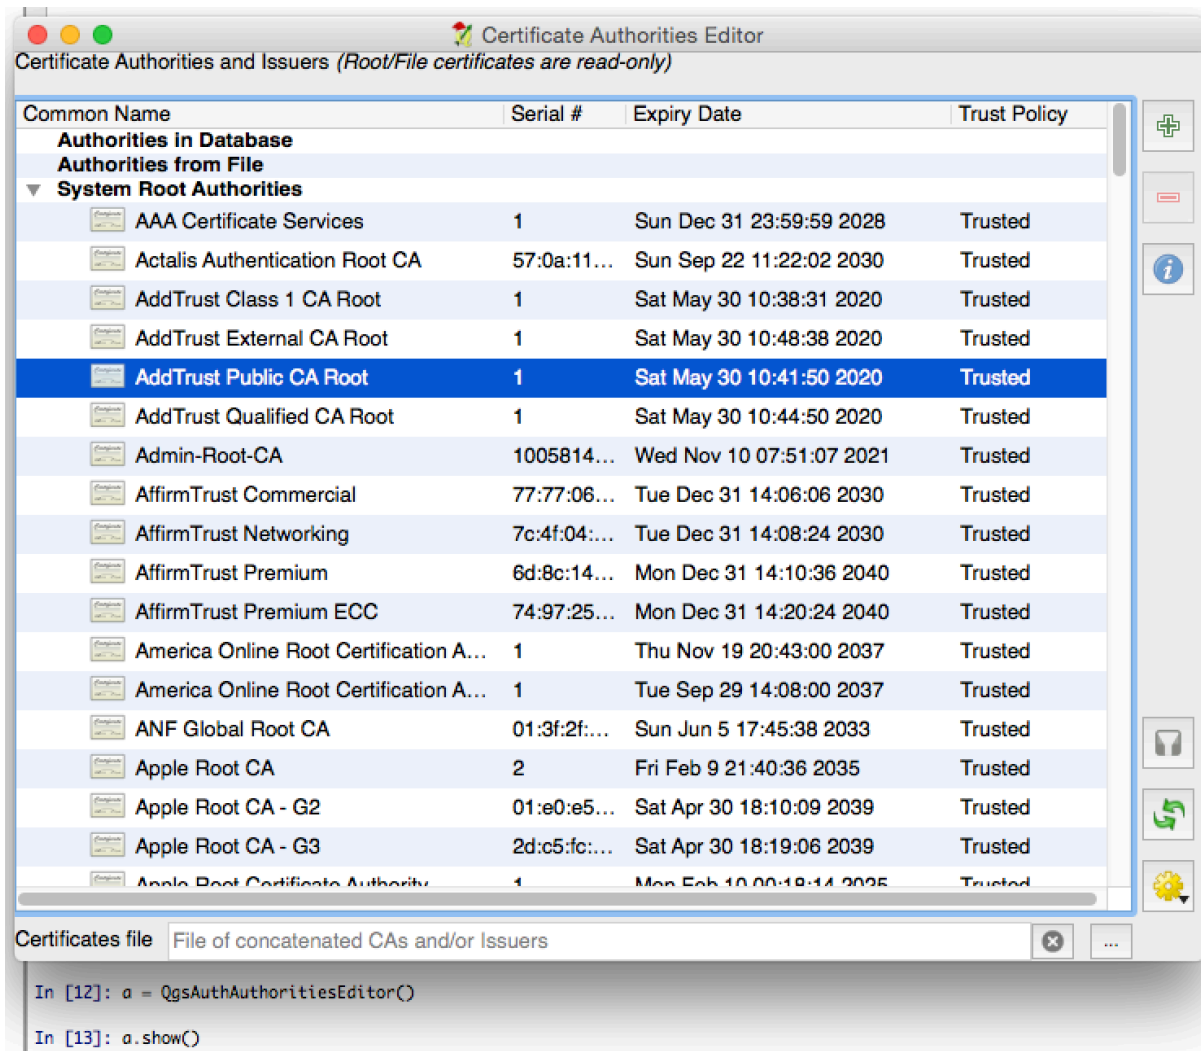 Certificate Authorities Editor
Certificate Authorities and Issuers (Root/File certificates are read-only)
Common Name Serial # Expiry Date Trust Policy
Authorities in Database
Authorities from File
System Root Authorities
AAA Certificate Services 1 Sun Dec 31 23:59:59 2028 Trusted
Actalis Authentication Root CA 57:0a:11... Sun Sep 22 11:22:02 2030 Trusted
AddTrust Class 1 CA Root 1 Sat May 30 10:38:31 2020 Trusted
AddTrust External CA Root 1 Sat May 30 10:48:38 2020 Trusted
AddTrust Public CA Root 1 Sat May 30 10:41:50 2020 Trusted
AddTrust Qualified CA Root 1 Sat May 30 10:44:50 2020 Trusted
Admin-Root-CA 1005814... Wed Nov 10 07:51:07 2021 Trusted
AffirmTrust Commercial 77:77:06... Tue Dec 31 14:06:06 2030 Trusted
AffirmTrust Networking 7c:4f:04:... Tue Dec 31 14:08:24 2030 Trusted
AffirmTrust Premium 6d:8c:14... Mon Dec 31 14:10:36 2040 Trusted
AffirmTrust Premium ECC 74:97:25... Mon Dec 31 14:20:24 2040 Trusted
America Online Root Certification A... 1 Thu Nov 19 20:43:00 2037 Trusted
America Online Root Certification A... 1 Tue Sep 29 14:08:00 2037 Trusted
ANF Global Root CA 01:3f:2f:... Sun Jun 5 17:45:38 2033 Trusted
Apple Root CA 2 Fri Feb 9 21:40:36 2035 Trusted
Apple Root CA - G2 01:e0:e5... Sat Apr 30 18:10:09 2039 Trusted
Apple Root CA - G3 2d:c5:fc:... Sat Apr 30 18:19:06 2039 Trusted
Apple Root Certificate Authority 1 Mon Feb 10 00:18:14 2025 Trusted
Certificates file File of concatenated CAs and/or Issuers ...
In [12]: a = QgsAuthAuthoritiesEditor()
In [13]: a.show()